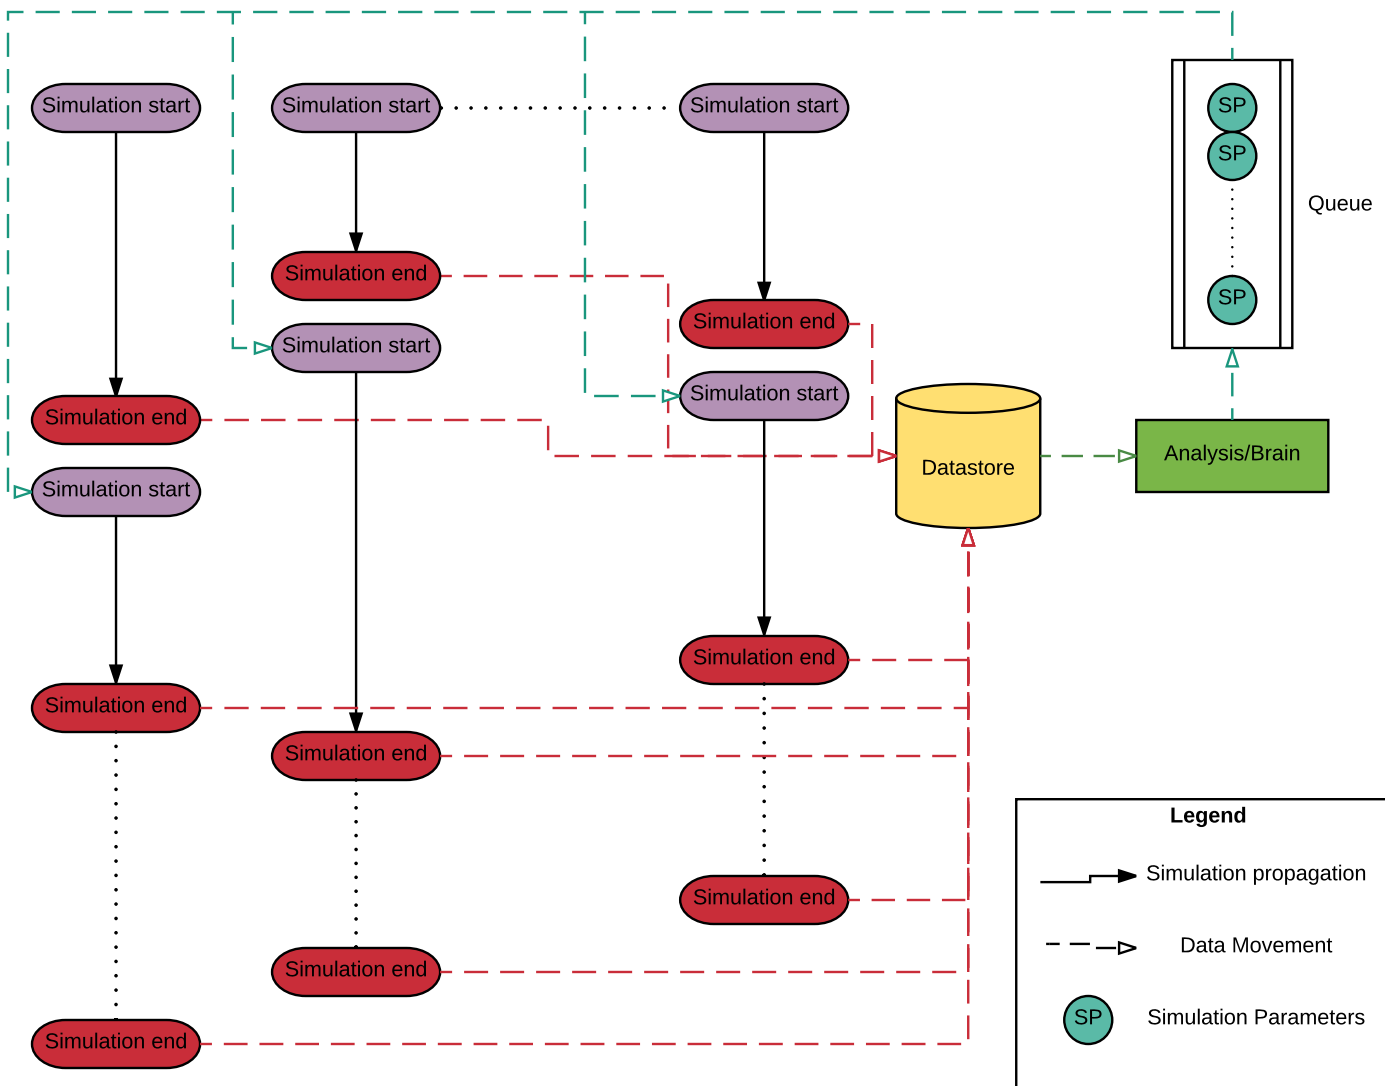 Simulation start
Simulation start
Simulation start
SP
SP
Queue
Simulation end
SP
Simulation end
Simulation start
Simulation start
Simulation end
Analysis/Brain
Datastore
Simulation start
Simulation end
Simulation end
Simulation end
Legend
Simulation propagation
Simulation end
Data Movement
Simulation end
Simulation Parameters
SP
Simulation end